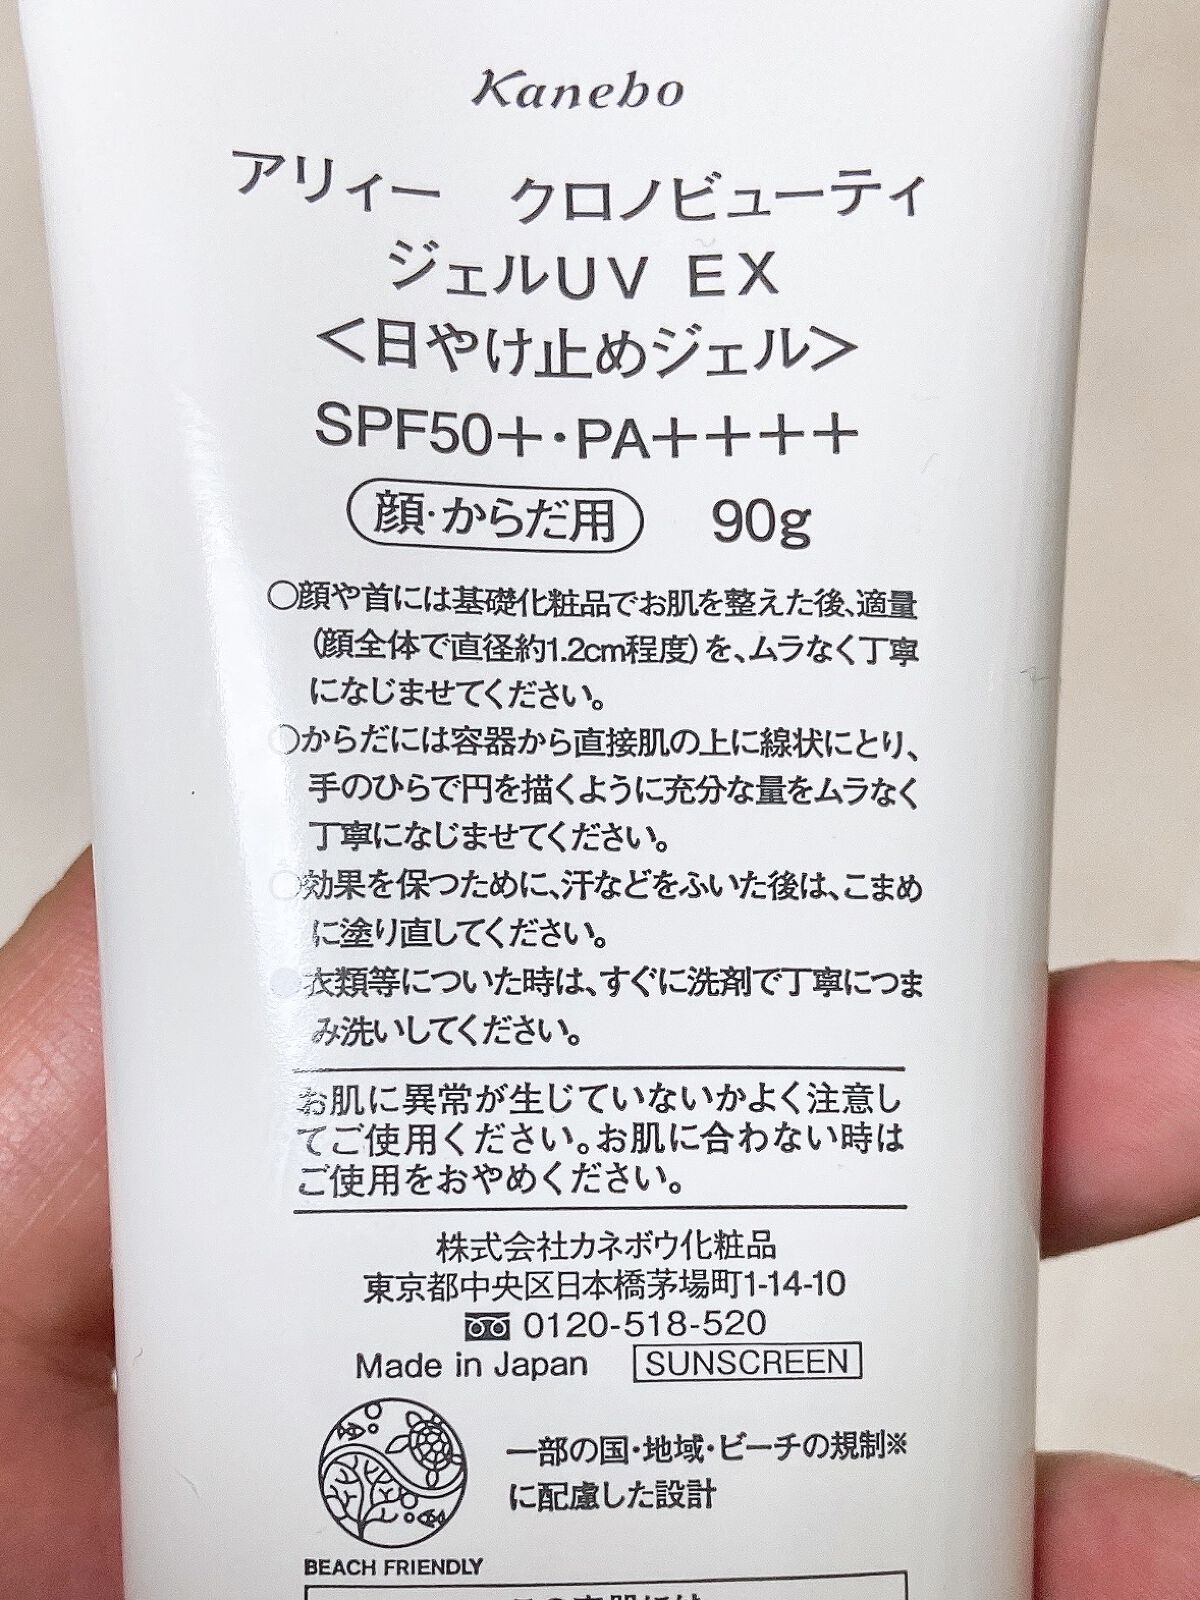 Kanebo
アリィー クロノビューティ
ジェルUV EX
＜日やけ止めジェル＞
SPF50＋・PA＋＋＋＋
顔・からだ用 90g
○顔や首には基礎化粧品でお肌を整えた後、適量
（顔全体で直径約1.2cm程度）を、ムラなく丁寧
になじませてください。
○からだには容器から直接肌の上に線状にとり、
手のひらで円を描くように充分な量をムラなく
丁寧になじませてください。
○効果を保つために、汗などをふいた後は、こまめ
に塗り直してください。
●衣類等についた時は、すぐに洗剤で丁寧につま
み洗いしてください。
お肌に異常が生じていないかよく注意し
てご使用ください。お肌に合わない時は
ご使用をおやめください。
株式会社カネボウ化粧品
東京都中央区日本橋茅場町1-14-10
0120-518-520
Made in Japan SUNSCREEN
一部の国・地域・ビーチの規制※
に配慮した設計
BEACH FRIENDLY